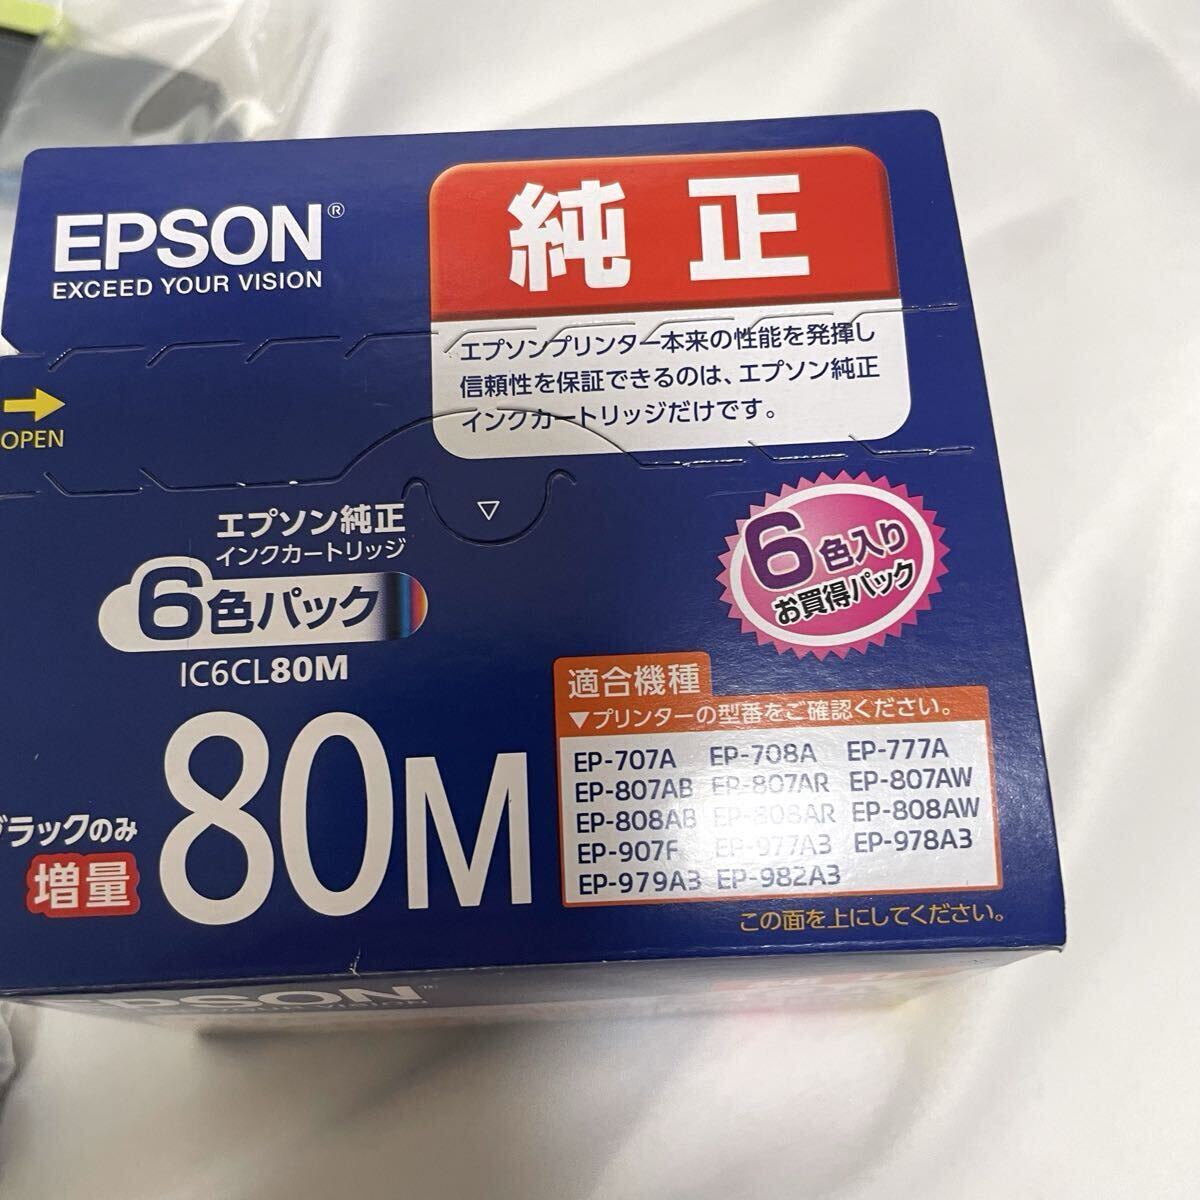 EPSON®
EXCEED YOUR VISION
純正
エプソンプリンター本来の性能を発揮し
信頼性を保証できるのは、エプソン純正
インクカートリッジだけです。
OPEN
エプソン純正
インクカートリッジ
6色パック
IC6CL80M
6色入り
お買得パック
ブラックのみ
増量
80M
適合機種
▼プリンターの型番をご確認ください。
EP-707A EP-708A EP-777A
EP-807AB EP-807AR EP-807AW
EP-808AB EP-808AR EP-808AW
EP-907F EP-977A3 EP-978A3
EP-979A3 EP-982A3
この面を上にしてください。
EPSON
YOUR VISION